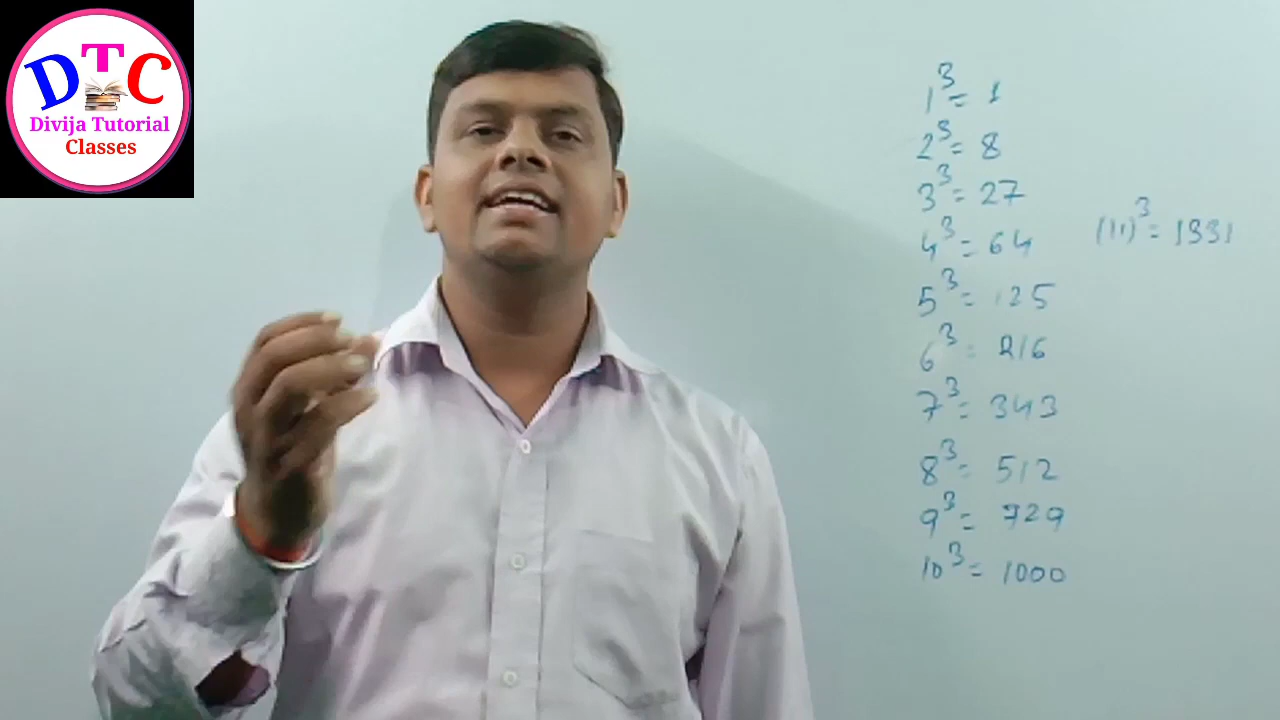 DTC
Divija Tutorial
Classes
1³ = 1
2³ = 8
3³ = 27
4³ = 64
(11)³ = 1331
5³ = 125
6³ = 216
7³ = 343
8³ = 512
9³ = 729
10³ = 1000